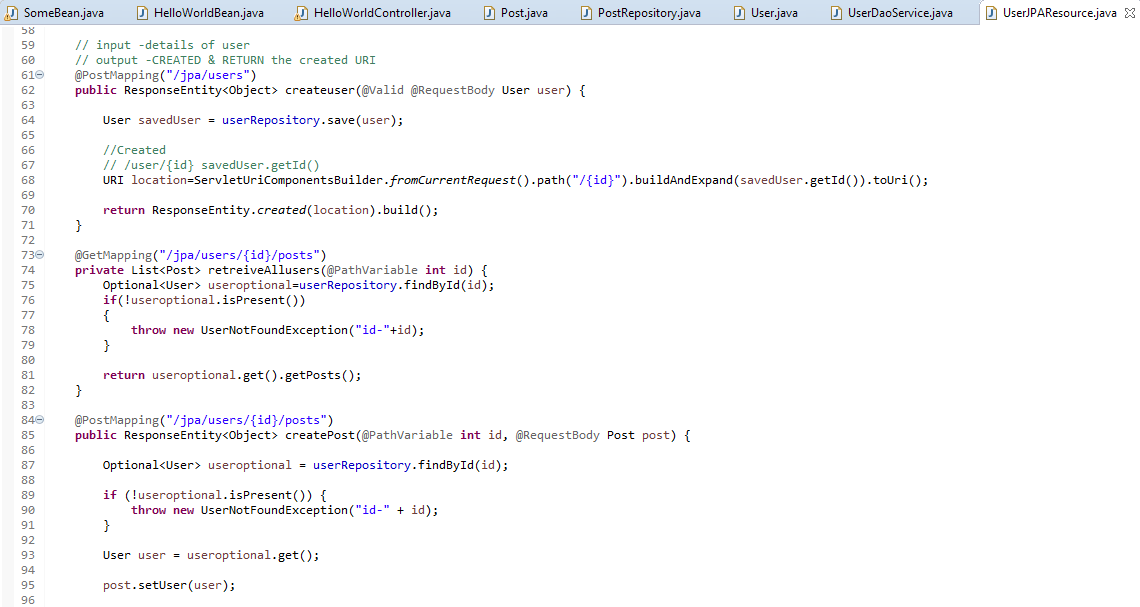 SomeBean.java HelloWorldBean.java HelloWorldController.java Post.java PostRepository.java User.java UserDaoService.java UserJPAResource.java
58
59 // input -details of user
60 // output -CREATED & RETURN the created URI
61 @PostMapping("/jpa/users")
62 public ResponseEntity<Object> createuser(@Valid @RequestBody User user) {
63
64 User savedUser = userRepository.save(user);
65
66 //Created
67 // /user/{id} savedUser.getId()
68 URI location=ServletUriComponentsBuilder.fromCurrentRequest().path("/{id}").buildAndExpand(savedUser.getId()).toUri();
69
70 return ResponseEntity.created(location).build();
71 }
72
73 @GetMapping("/jpa/users/{id}/posts")
74 private List<Post> retreiveAllusers(@PathVariable int id) {
75 Optional<User> useroptional=userRepository.findById(id);
76 if(!useroptional.isPresent())
77 {
78 throw new UserNotFoundException("id-"+id);
79 }
80
81 return useroptional.get().getPosts();
82 }
83
84 @PostMapping("/jpa/users/{id}/posts")
85 public ResponseEntity<Object> createPost(@PathVariable int id, @RequestBody Post post) {
86
87 Optional<User> useroptional = userRepository.findById(id);
88
89 if (!useroptional.isPresent()) {
90 throw new UserNotFoundException("id-" + id);
91 }
92
93 User user = useroptional.get();
94
95 post.setUser(user);
96